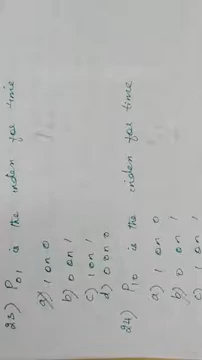 23) P01 is the index for time
a) 1 on 0
b) 0 on 1
c) 1 on 1
d) 0 on 0
24) P10 is the index for time
a) 1 on 0
b) 0 on 1
c) 1